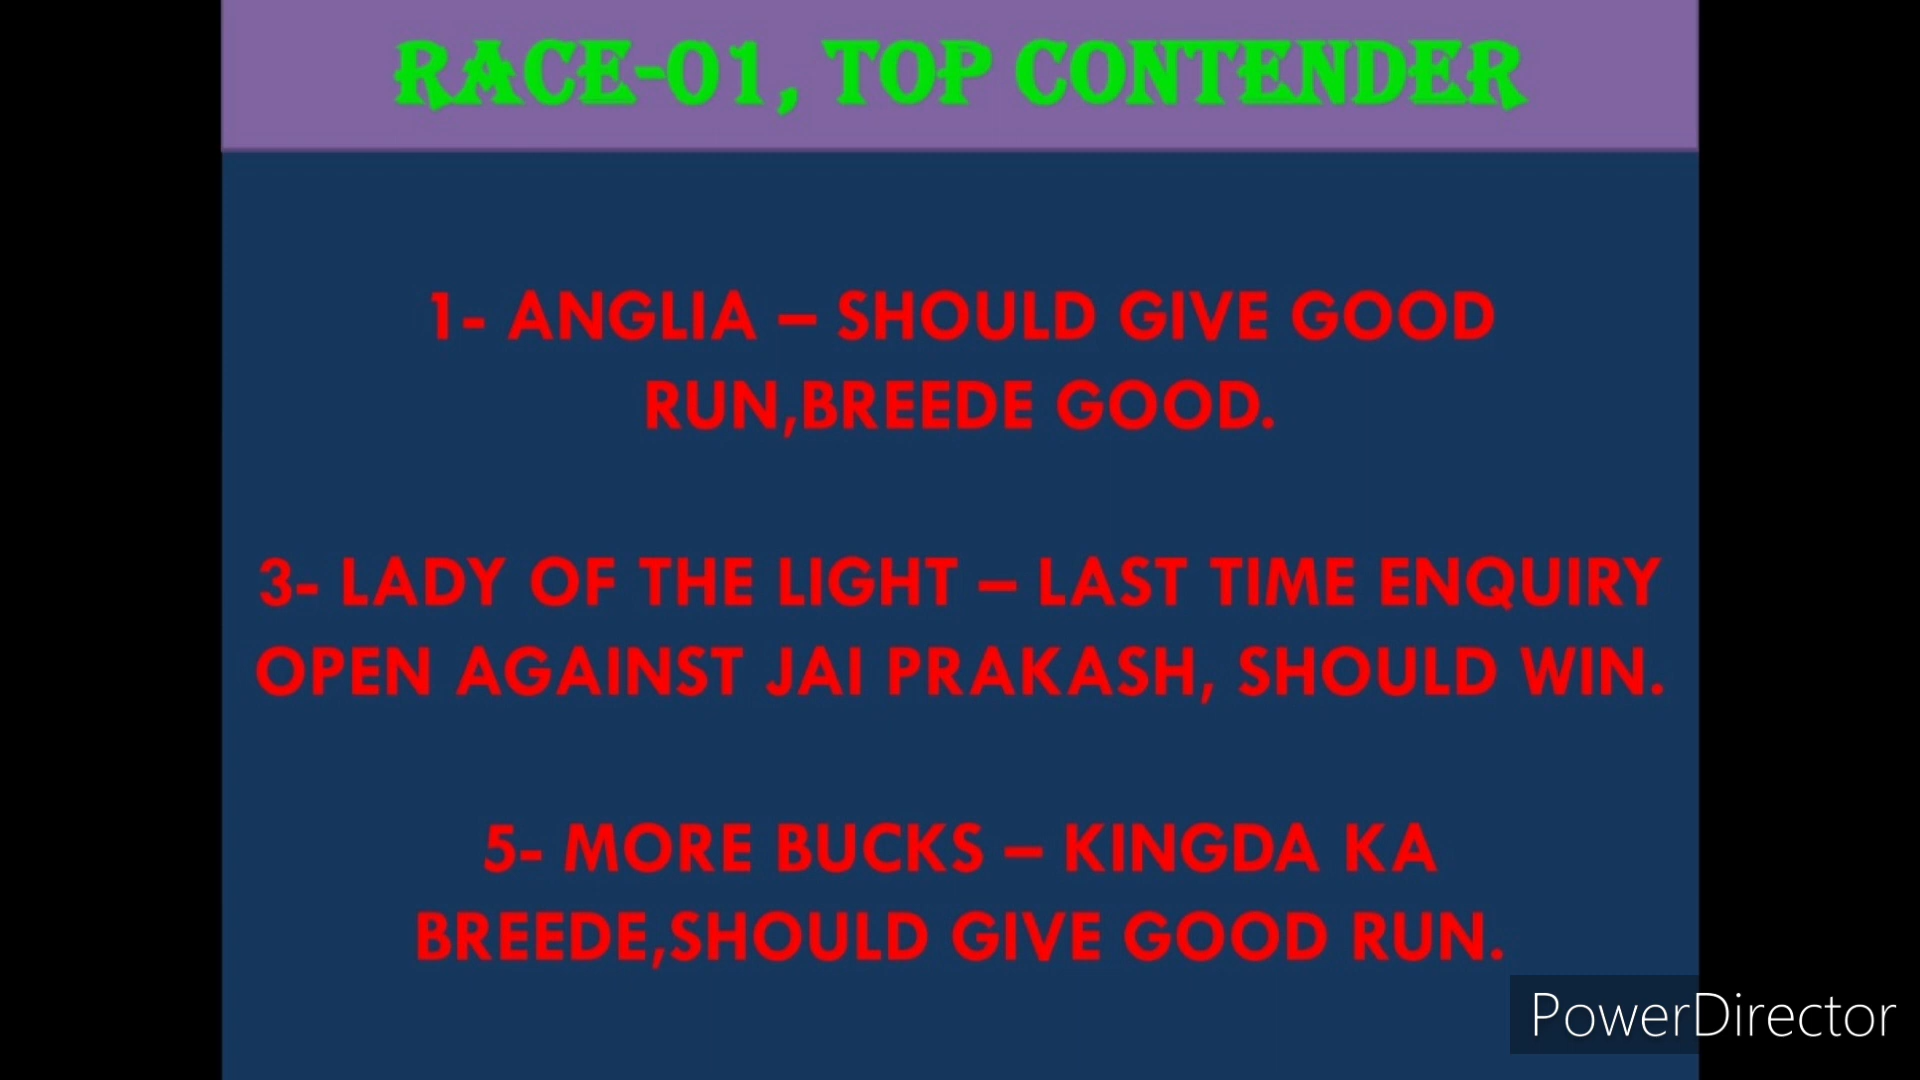 RACE-01, TOP CONTENDER
1- ANGLIA – SHOULD GIVE GOOD
RUN,BREEDE GOOD.
3- LADY OF THE LIGHT – LAST TIME ENQUIRY
OPEN AGAINST JAI PRAKASH, SHOULD WIN.
5- MORE BUCKS – KINGDA KA
BREEDE,SHOULD GIVE GOOD RUN.
PowerDirector